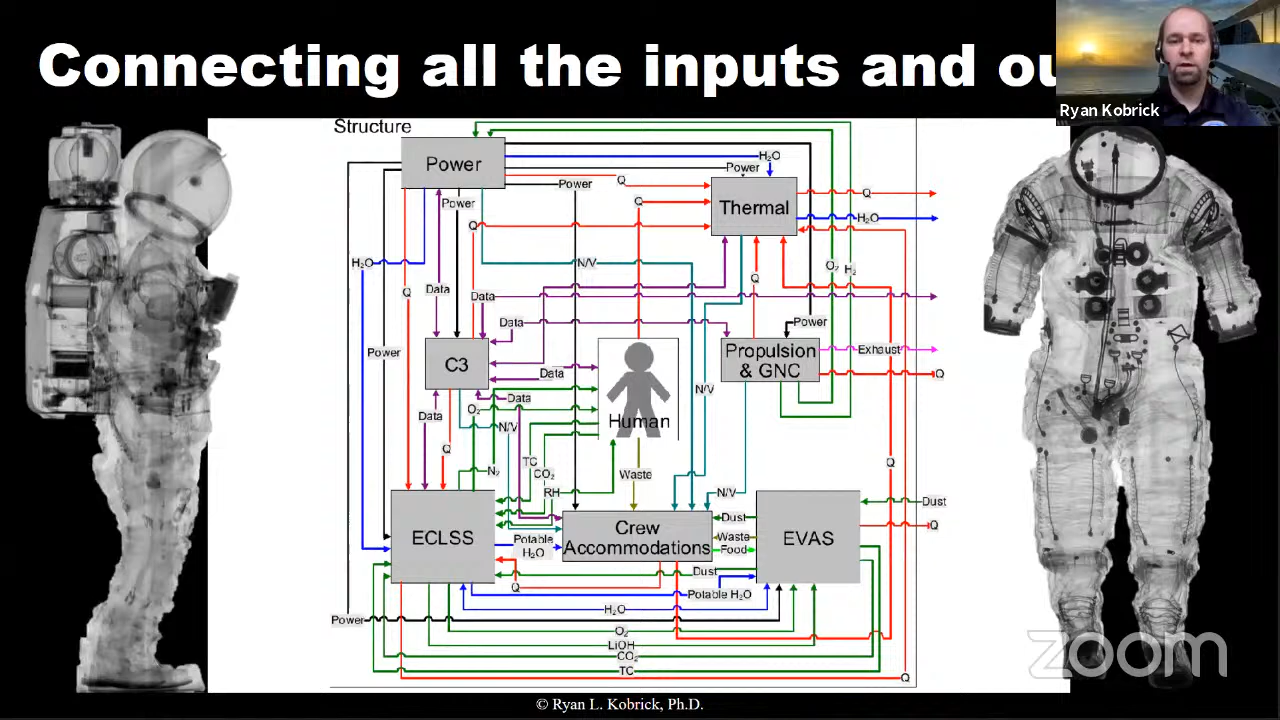 Connecting all the inputs and ou
Ryan Kobrick
Structure
Power
H₂O
Power
Q
Power
Thermal
Q
H₂O
Power
Q
Q
H₂O
N/V
O₂
H₂
Q
Data
Data
Q
Data
Power
Power
C3
Data
Human
Propulsion
& GNC
Exhaust
Q
N/V
Data
O₂
Data
N/V
Q
N₂
TC
CO₂
RH
Waste
N/V
Q
ECLSS
Potable
H₂O
Crew
Accommodations
Dust
Waste
Food
EVAS
Dust
Q
Dust
Q
Potable H₂O
H₂O
Power
O₂
LiOH
CO₂
TC
Q
zoom
© Ryan L. Kobrick, Ph.D.